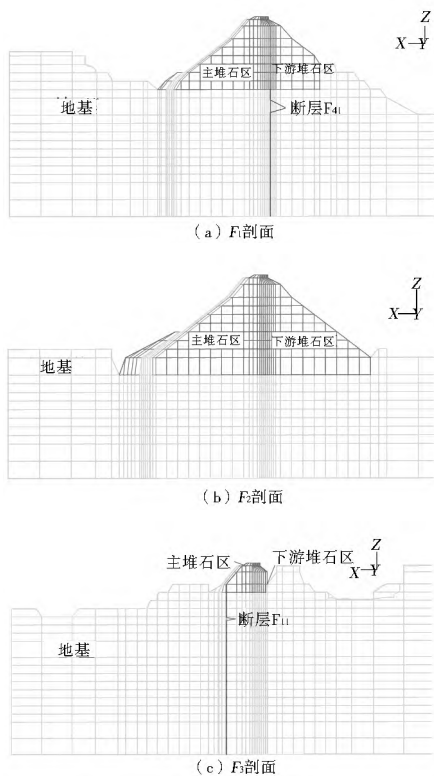 Z
X Y
主堆石区 下游堆石区
地基
断层F41
(a) F1剖面
Z
X Y
主堆石区 下游堆石区
地基
(b) F2剖面
Z
主堆石区 下游堆石区
X Y
断层F11
地基
(c) F3剖面